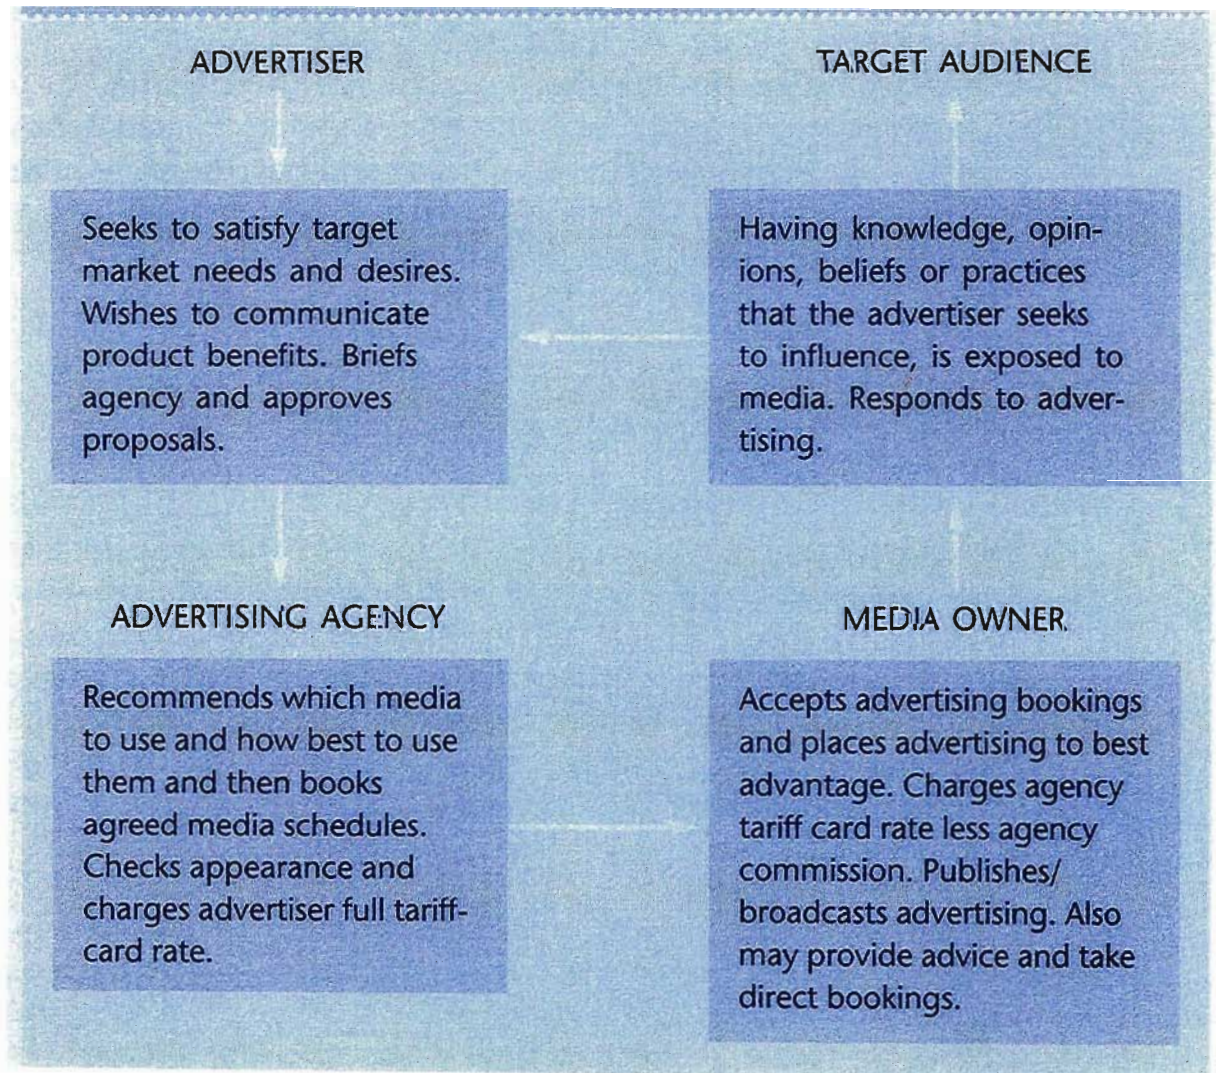 ADVERTISER
Seeks to satisfy target
market needs and desires.
Wishes to communicate
product benefits. Briefs
agency and approves
proposals.
ADVERTISING AGENCY
Recommends which media
to use and how best to use
them and then books
agreed media schedules.
Checks appearance and
charges advertiser full tariff-
card rate.
TARGET AUDIENCE
Having knowledge, opin-
ions, beliefs or practices
that the advertiser seeks
to influence, is exposed to
media. Responds to adver-
tising.
MEDIA OWNER
Accepts advertising bookings
and places advertising to best
advantage. Charges agency
tariff card rate less agency
commission. Publishes/
broadcasts advertising. Also
may provide advice and take
direct bookings.